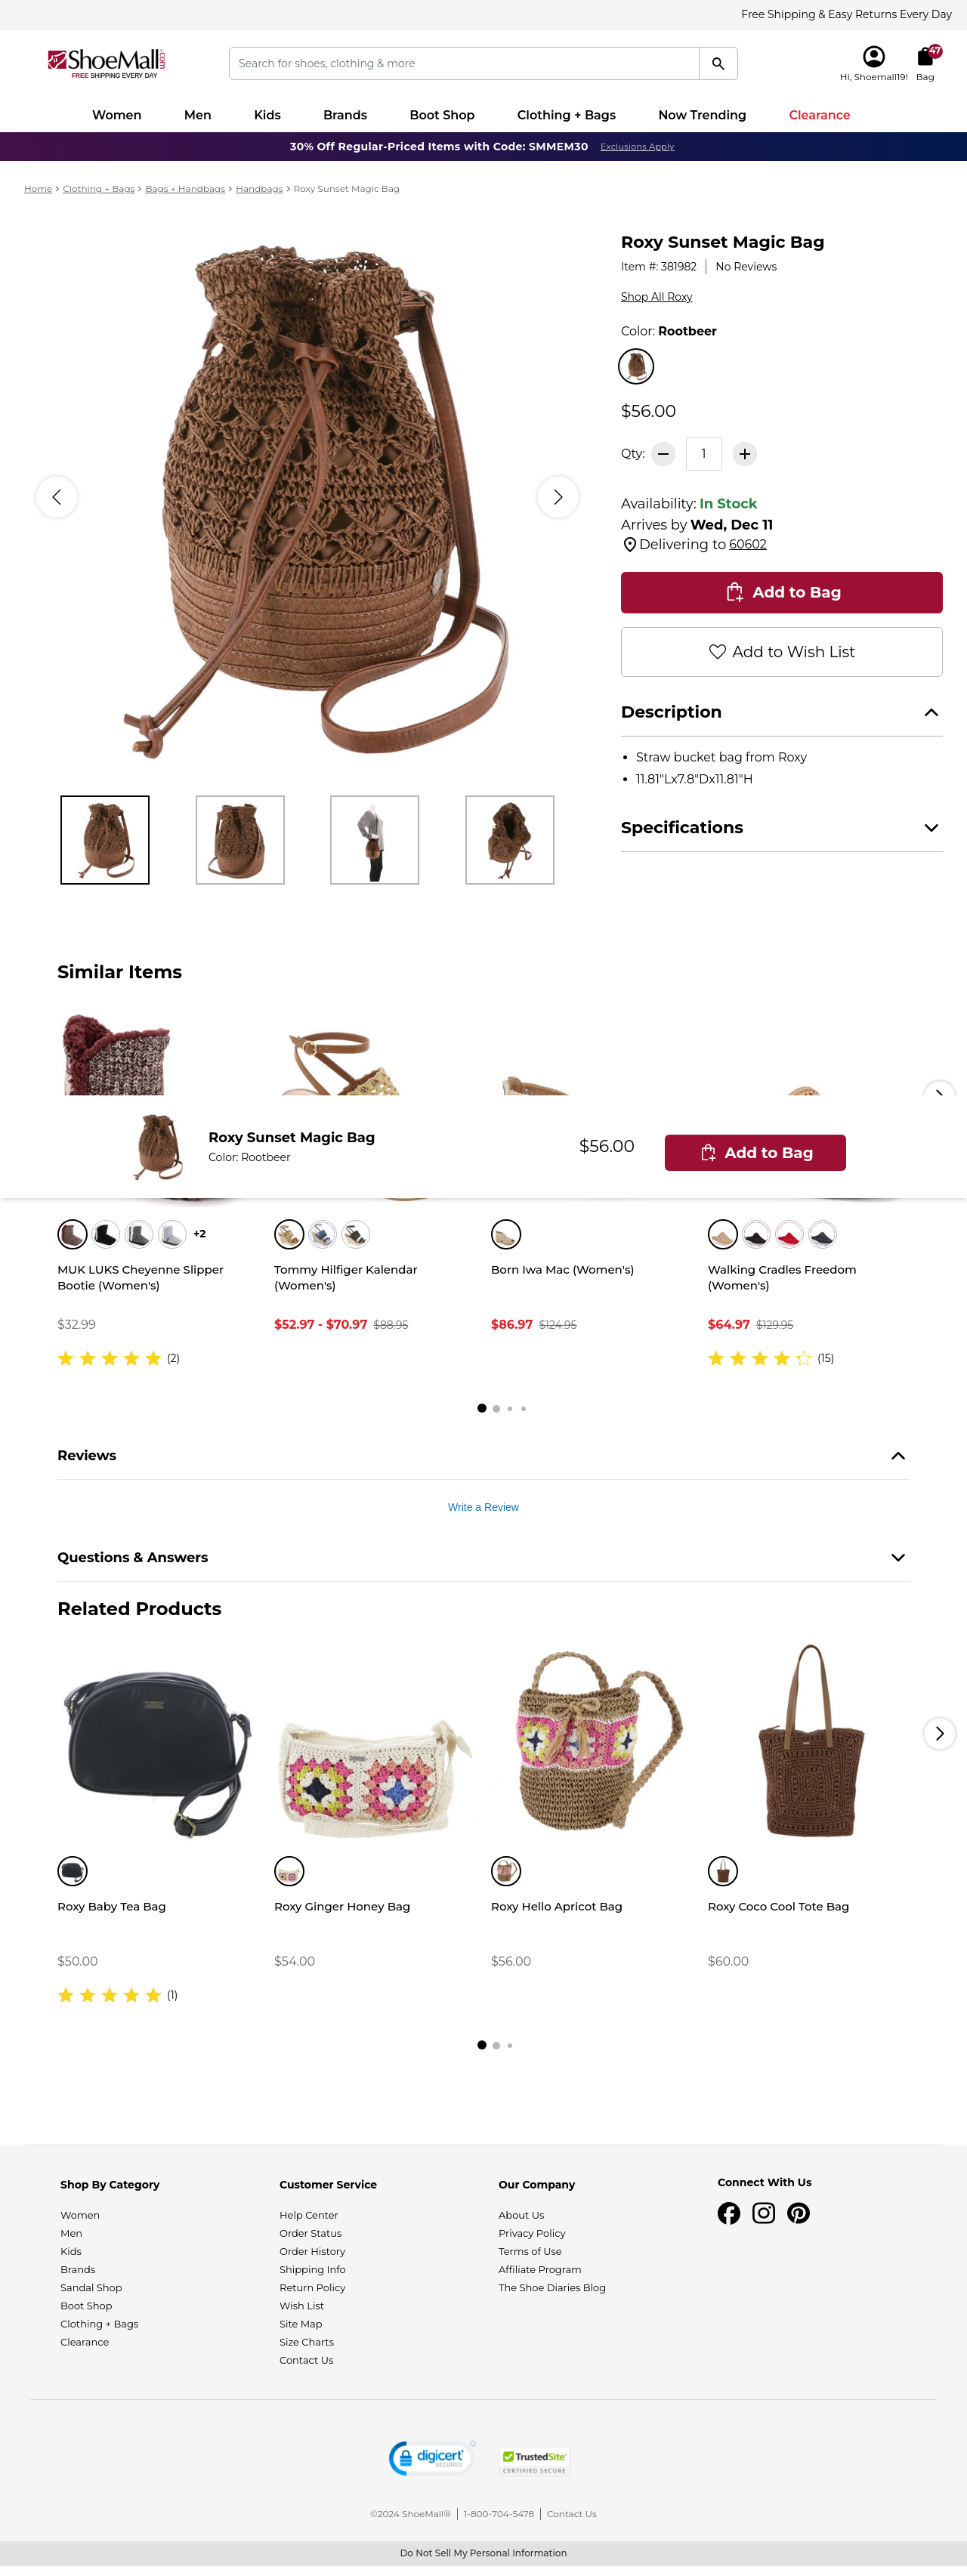 Free Shipping & Easy Returns Every Day
ShoeMall.com
FREE SHIPPING EVERY DAY
Search for shoes, clothing & more
47
Hi, Shoemall19!
Bag
Women Men Kids Brands Boot Shop Clothing + Bags Now Trending Clearance
30% Off Regular-Priced Items with Code: SMMEM30 Exclusions Apply
Home > Clothing + Bags > Bags + Handbags > Handbags > Roxy Sunset Magic Bag
Roxy Sunset Magic Bag
Item #: 381982 No Reviews
Shop All Roxy
Color: Rootbeer
$56.00
Qty: 1
Availability: In Stock
Arrives by Wed, Dec 11
Delivering to 60602
Add to Bag
Add to Wish List
Description
• Straw bucket bag from Roxy
• 11.81"Lx7.8"Dx11.81"H
Specifications
Similar Items
Roxy Sunset Magic Bag
Color: Rootbeer
$56.00
Add to Bag
+2
MUK LUKS Cheyenne Slipper
Bootie (Women's)
$32.99
(2)
Tommy Hilfiger Kalendar
(Women's)
$52.97 - $70.97 $88.95
Born Iwa Mac (Women's)
$86.97 $124.95
Walking Cradles Freedom
(Women's)
$64.97 $129.95
(15)
Reviews
Write a Review
Questions & Answers
Related Products
Roxy Baby Tea Bag
$50.00
(1)
Roxy Ginger Honey Bag
$54.00
Roxy Hello Apricot Bag
$56.00
Roxy Coco Cool Tote Bag
$60.00
Shop By Category
Women
Men
Kids
Brands
Sandal Shop
Boot Shop
Clothing + Bags
Clearance
Customer Service
Help Center
Order Status
Order History
Shipping Info
Return Policy
Wish List
Site Map
Size Charts
Contact Us
Our Company
About Us
Privacy Policy
Terms of Use
Affiliate Program
The Shoe Diaries Blog
Connect With Us
digicert
SECURED
TrustedSite
CERTIFIED SECURE
©2024 ShoeMall® 1-800-704-5478 Contact Us
Do Not Sell My Personal Information